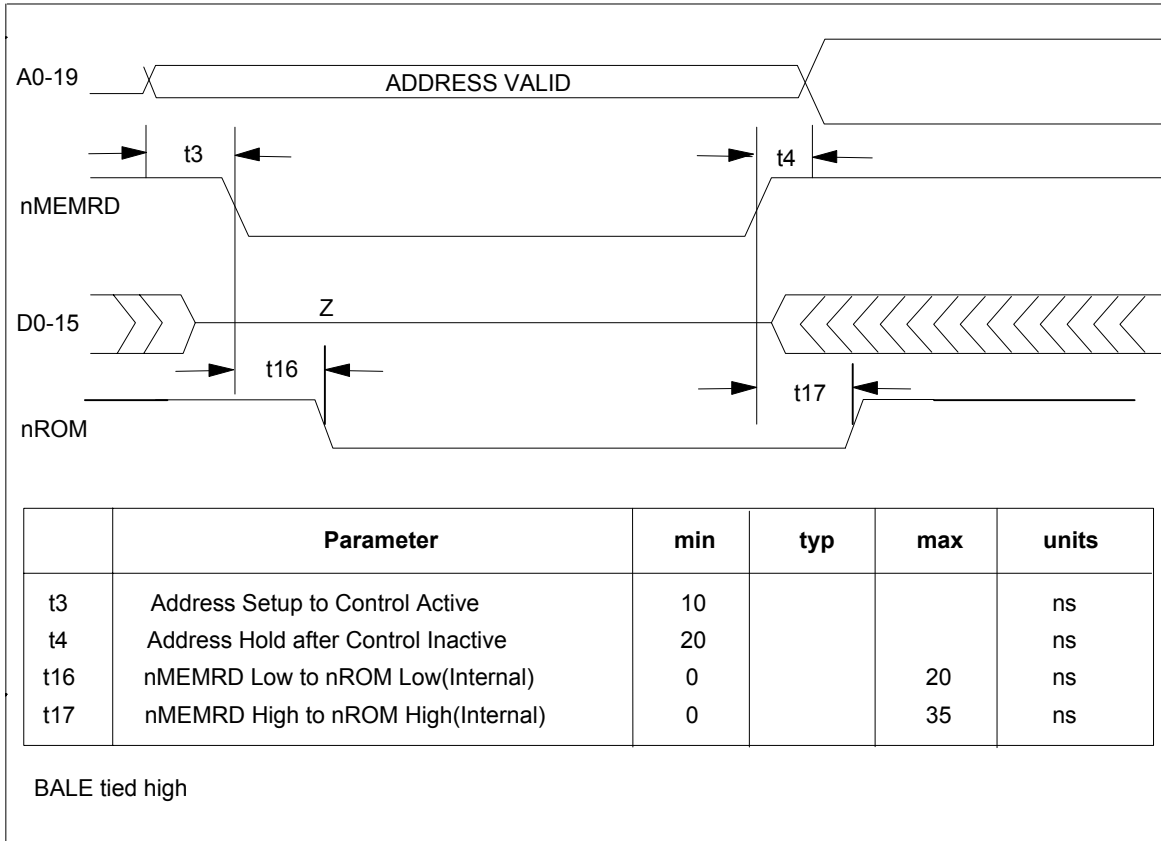 A0-19
ADDRESS VALID
t3
t4
nMEMRD
Z
D0-15
t16
t17
nROM
Parameter min typ max units
t3 Address Setup to Control Active 10 ns
t4 Address Hold after Control Inactive 20 ns
t16 nMEMRD Low to nROM Low(Internal) 0 20 ns
t17 nMEMRD High to nROM High(Internal) 0 35 ns
BALE tied high